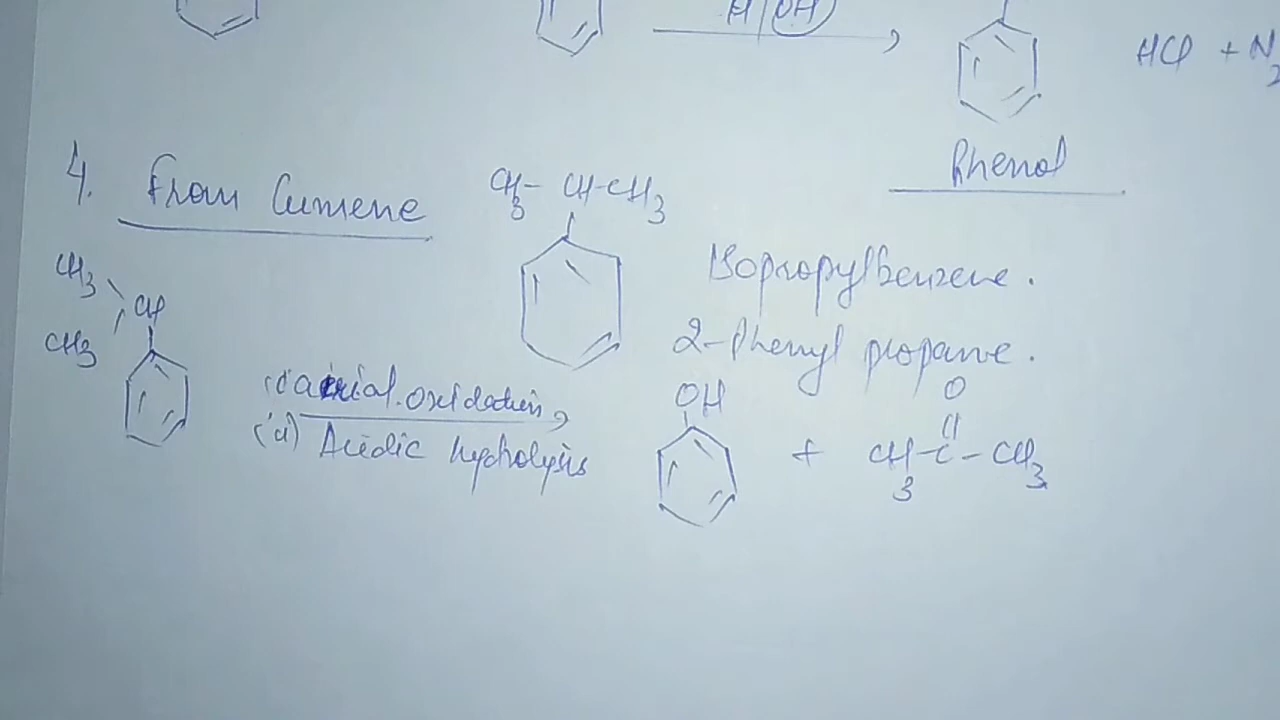 H/OH
HCl + N2
Phenol
4. From Cumene
CH3- CH-CH3
Isopropylbenzene.
2-Phenyl propane.
CH3
CH
CH3
(i) aerial oxidation
(ii) Acidic hydrolysis
OH
O
+ CH3-C-CH3